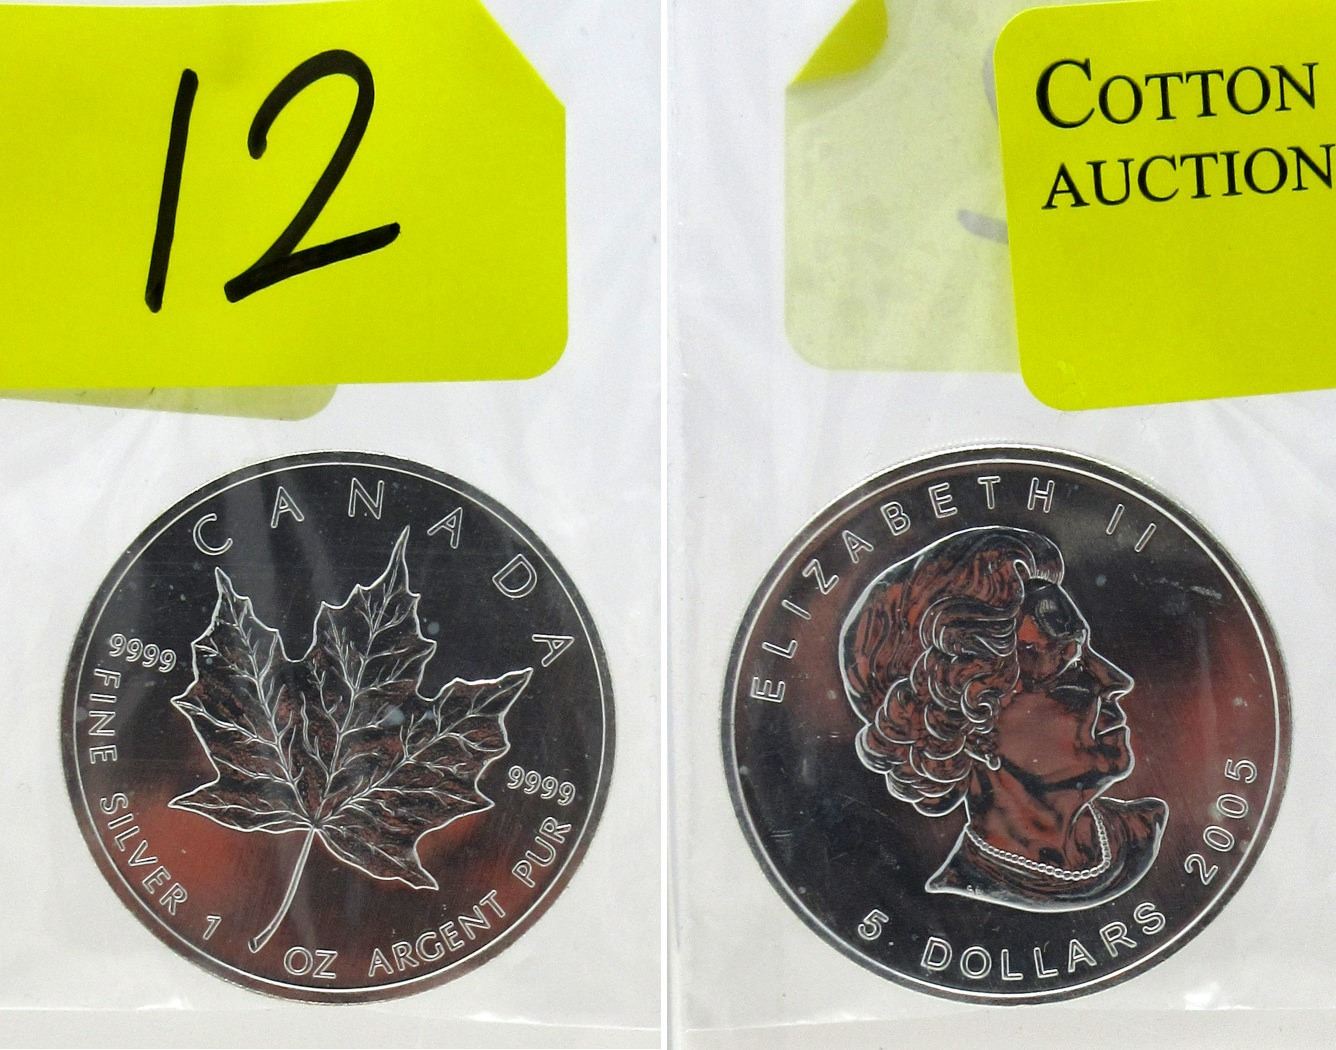 12
CANADA
9999
9999
FINE SILVER 1 OZ ARGENT PUR
COTTON
AUCTION
ELIZABETH II
5 DOLLARS 2005